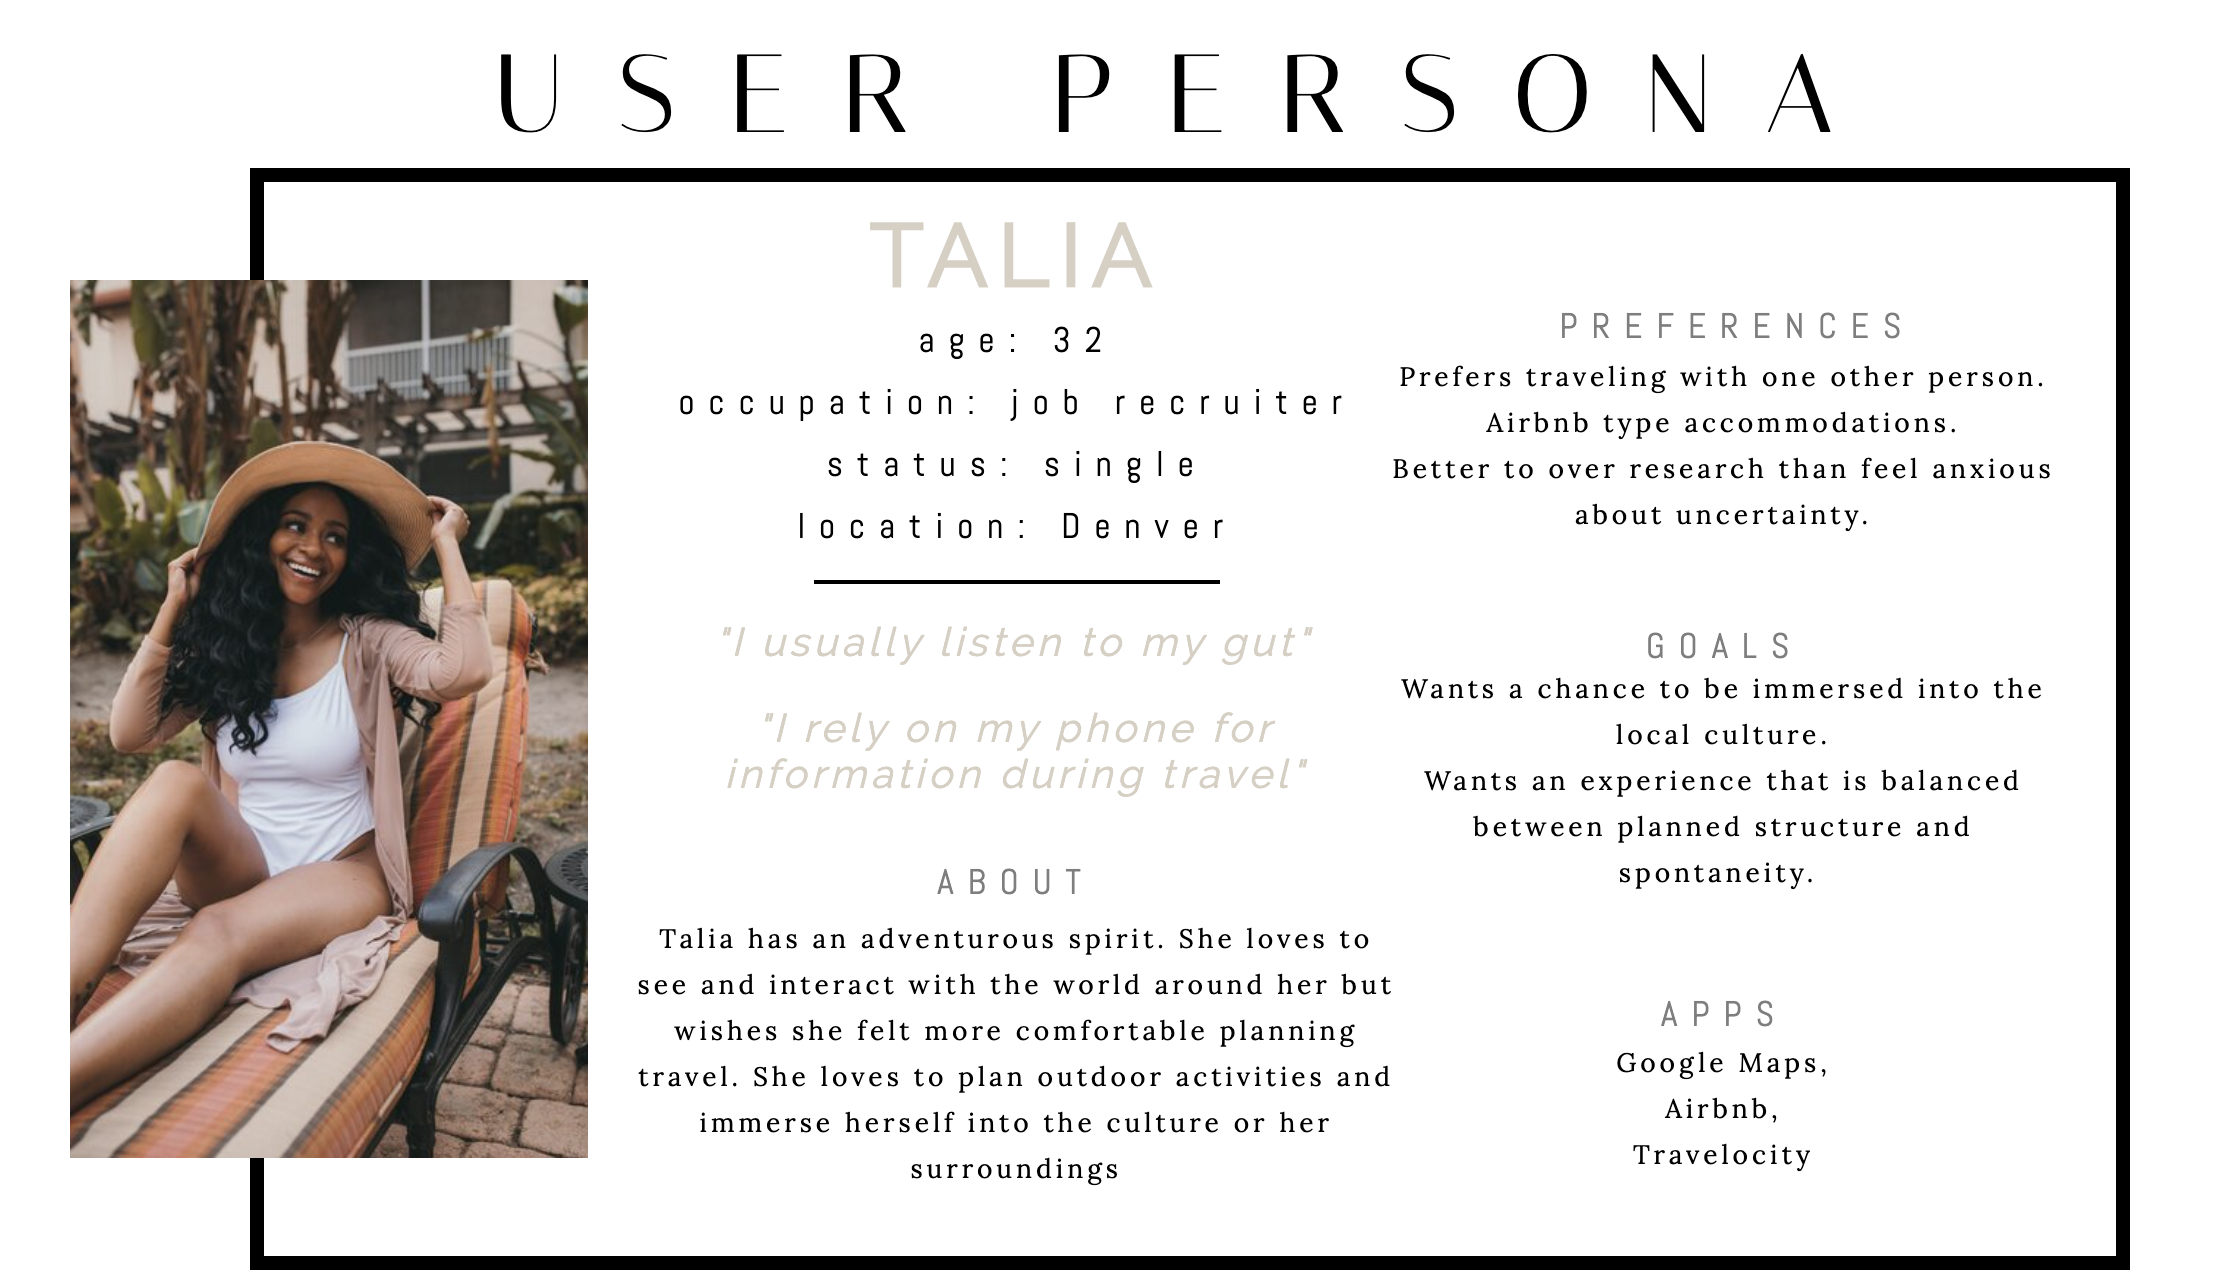 USER PERSONA
TALIA
age: 32
occupation: job recruiter
status: single
location: Denver
"I usually listen to my gut"
"I rely on my phone for
information during travel"
ABOUT
Talia has an adventurous spirit. She loves to
see and interact with the world around her but
wishes she felt more comfortable planning
travel. She loves to plan outdoor activities and
immerse herself into the culture or her
surroundings
PREFERENCES
Prefers traveling with one other person.
Airbnb type accommodations.
Better to over research than feel anxious
about uncertainty.
GOALS
Wants a chance to be immersed into the
local culture.
Wants an experience that is balanced
between planned structure and
spontaneity.
APPS
Google Maps,
Airbnb,
Travelocity